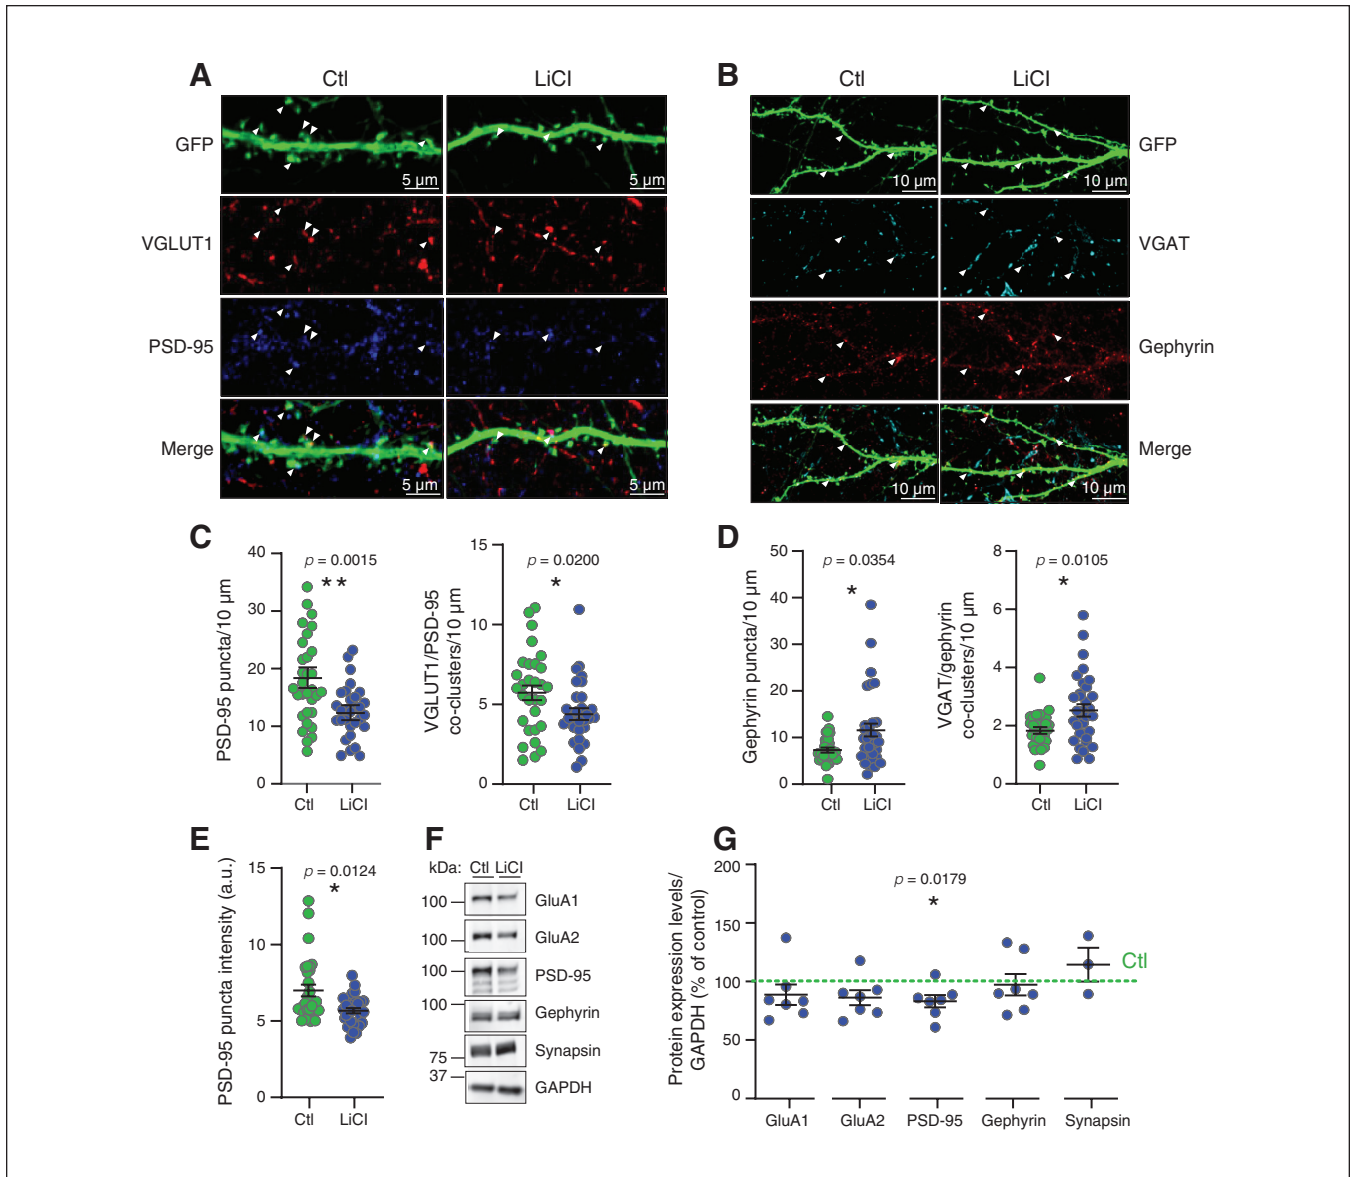 A
Ctl
LiCl
GFP
5 µm
5 µm
VGLUT1
PSD-95
Merge
5 µm
5 µm
B
Ctl
LiCl
GFP
10 µm
10 µm
VGAT
Gephyrin
Merge
10 µm
10 µm
C
PSD-95 puncta/10 µm
40
30
20
10
0
p = 0.0015
**
Ctl
LiCl
VGLUT1/PSD-95
co-clusters/10 µm
15
10
5
0
p = 0.0200
*
Ctl
LiCl
D
Gephyrin puncta/10 µm
50
40
30
20
10
0
p = 0.0354
*
Ctl
LiCl
VGAT/gephyrin
co-clusters/10 µm
8
6
4
2
0
p = 0.0105
*
Ctl
LiCl
E
PSD-95 puncta intensity (a.u.)
15
10
5
0
p = 0.0124
*
Ctl
LiCl
F
kDa: Ctl LiCl
100 GluA1
100 GluA2
100 PSD-95
100 Gephyrin
75 Synapsin
37 GAPDH
G
Protein expression levels/
GAPDH (% of control)
200
150
100
50
0
p = 0.0179
*
Ctl
GluA1
GluA2
PSD-95
Gephyrin
Synapsin